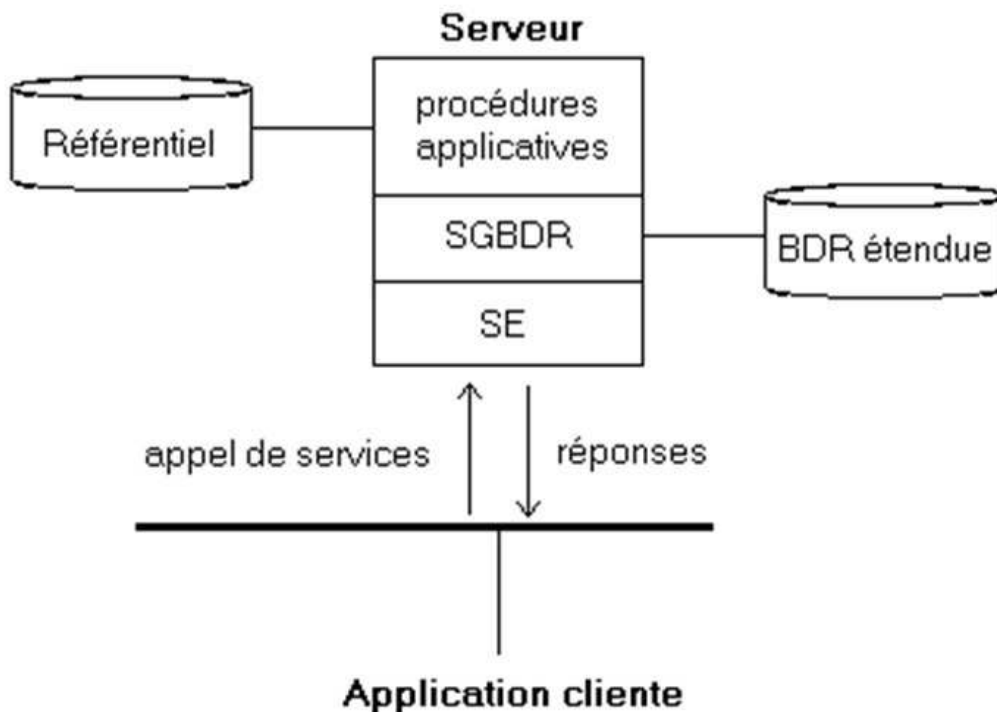 Serveur
procédures
applicatives
Référentiel
SGBDR
BDR étendue
SE
appel de services
réponses
Application cliente